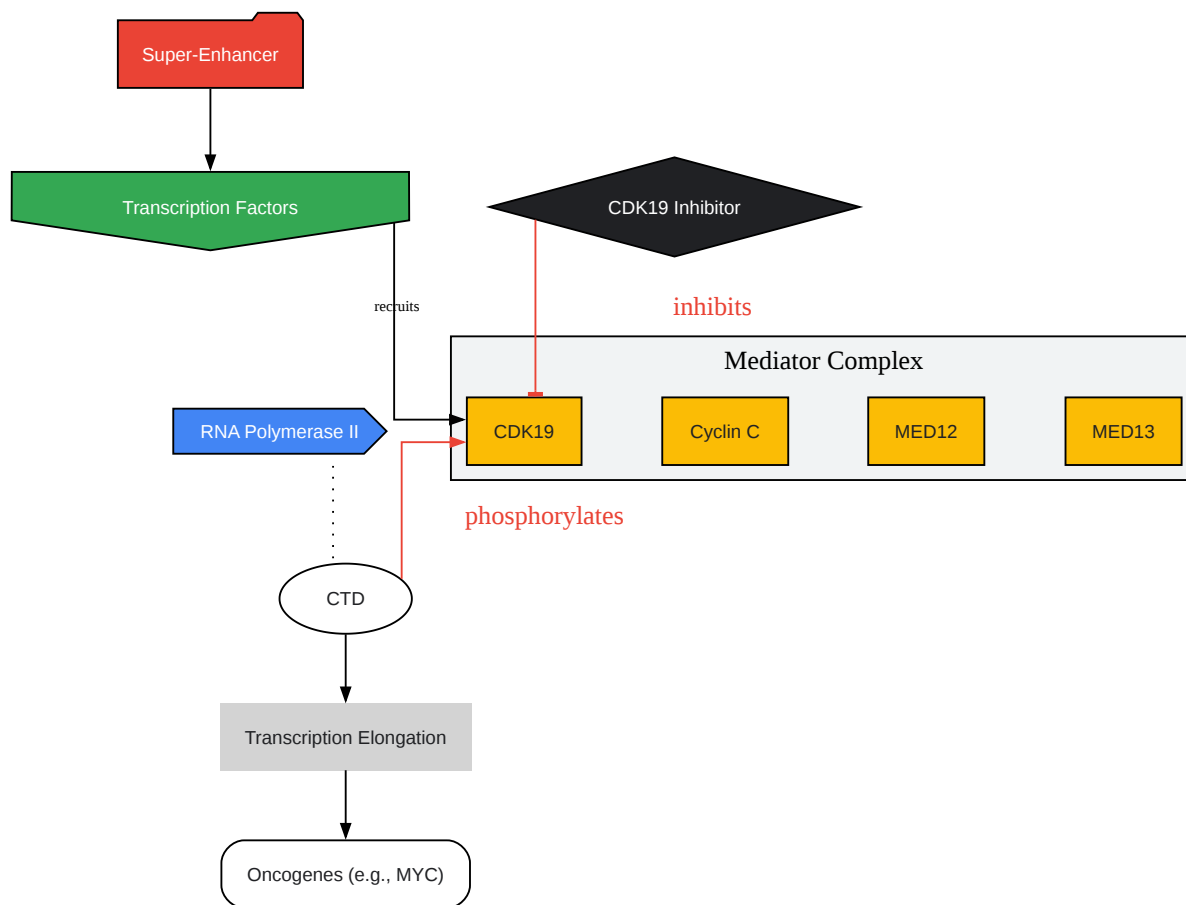 Super-Enhancer
Transcription Factors
CDK19 Inhibitor
recruits
inhibits
Mediator Complex
RNA Polymerase II
CDK19
Cyclin C
MED12
MED13
phosphorylates
CTD
Transcription Elongation
Oncogenes (e.g., MYC)